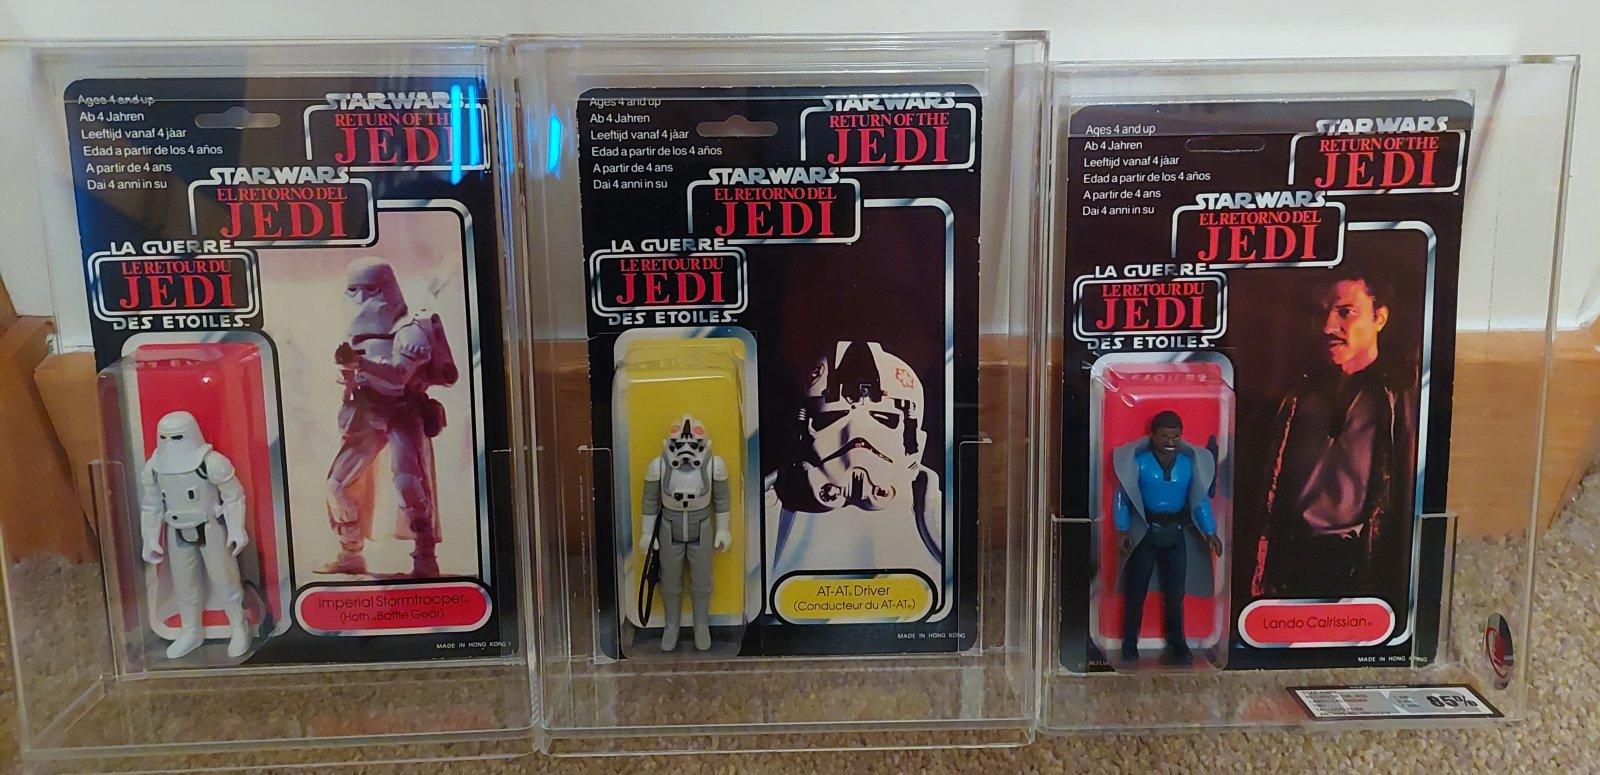 Ages 4 and up
Ab 4 Jahren
Leeftijd vanaf 4 jàar
Edad a partir de los 4 años
A partir de 4 ans
Dai 4 anni in su
STAR WARS
RETURN OF THE
JEDI
STAR WARS
EL RETORNO DEL
JEDI
LA GUERRE
LE RETOUR DU
JEDI
DES ETOILES
Imperial Stormtrooper
(Hoth Battle Gear)
MADE IN HONG KONG
Ages 4 and up
Ab 4 Jahren
Leeftijd vanaf 4 jàar
Edad a partir de los 4 años
A partir de 4 ans
Dai 4 anni in su
STAR WARS
RETURN OF THE
JEDI
STAR WARS
EL RETORNO DEL
JEDI
LA GUERRE
LE RETOUR DU
JEDI
DES ETOILES
AT-AT Driver
(Conducteur du AT-AT)
MADE IN HONG KONG
Ages 4 and up
Ab 4 Jahren
Leeftijd vanaf 4 jàar
Edad a partir de los 4 años
A partir de 4 ans
Dai 4 anni in su
STAR WARS
RETURN OF THE
JEDI
STAR WARS
EL RETORNO DEL
JEDI
LA GUERRE
LE RETOUR DU
JEDI
DES ETOILES
Lando Calrissian
MADE IN HONG KONG
STAR WARS
85%